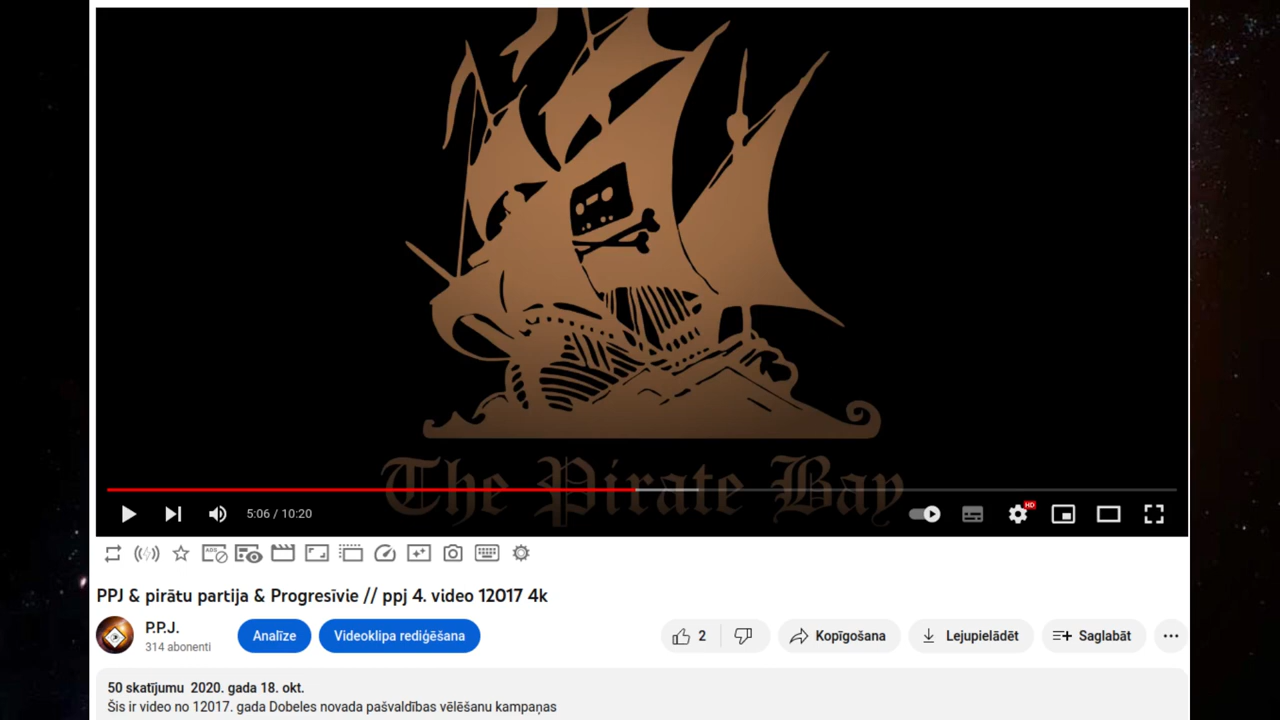 The Pirate Bay
5:06 / 10:20
HD
ADS
PPJ & pirātu partija & Progresīvie // ppj 4. video 12017 4k
P.P.J.
314 abonenti
Analīze
Videoklipa rediģēšana
2
Kopīgošana
Lejupielādēt
Saglabāt
50 skatījumu 2020. gada 18. okt.
Šis ir video no 12017. gada Dobeles novada pašvaldības vēlēšanu kampaņas